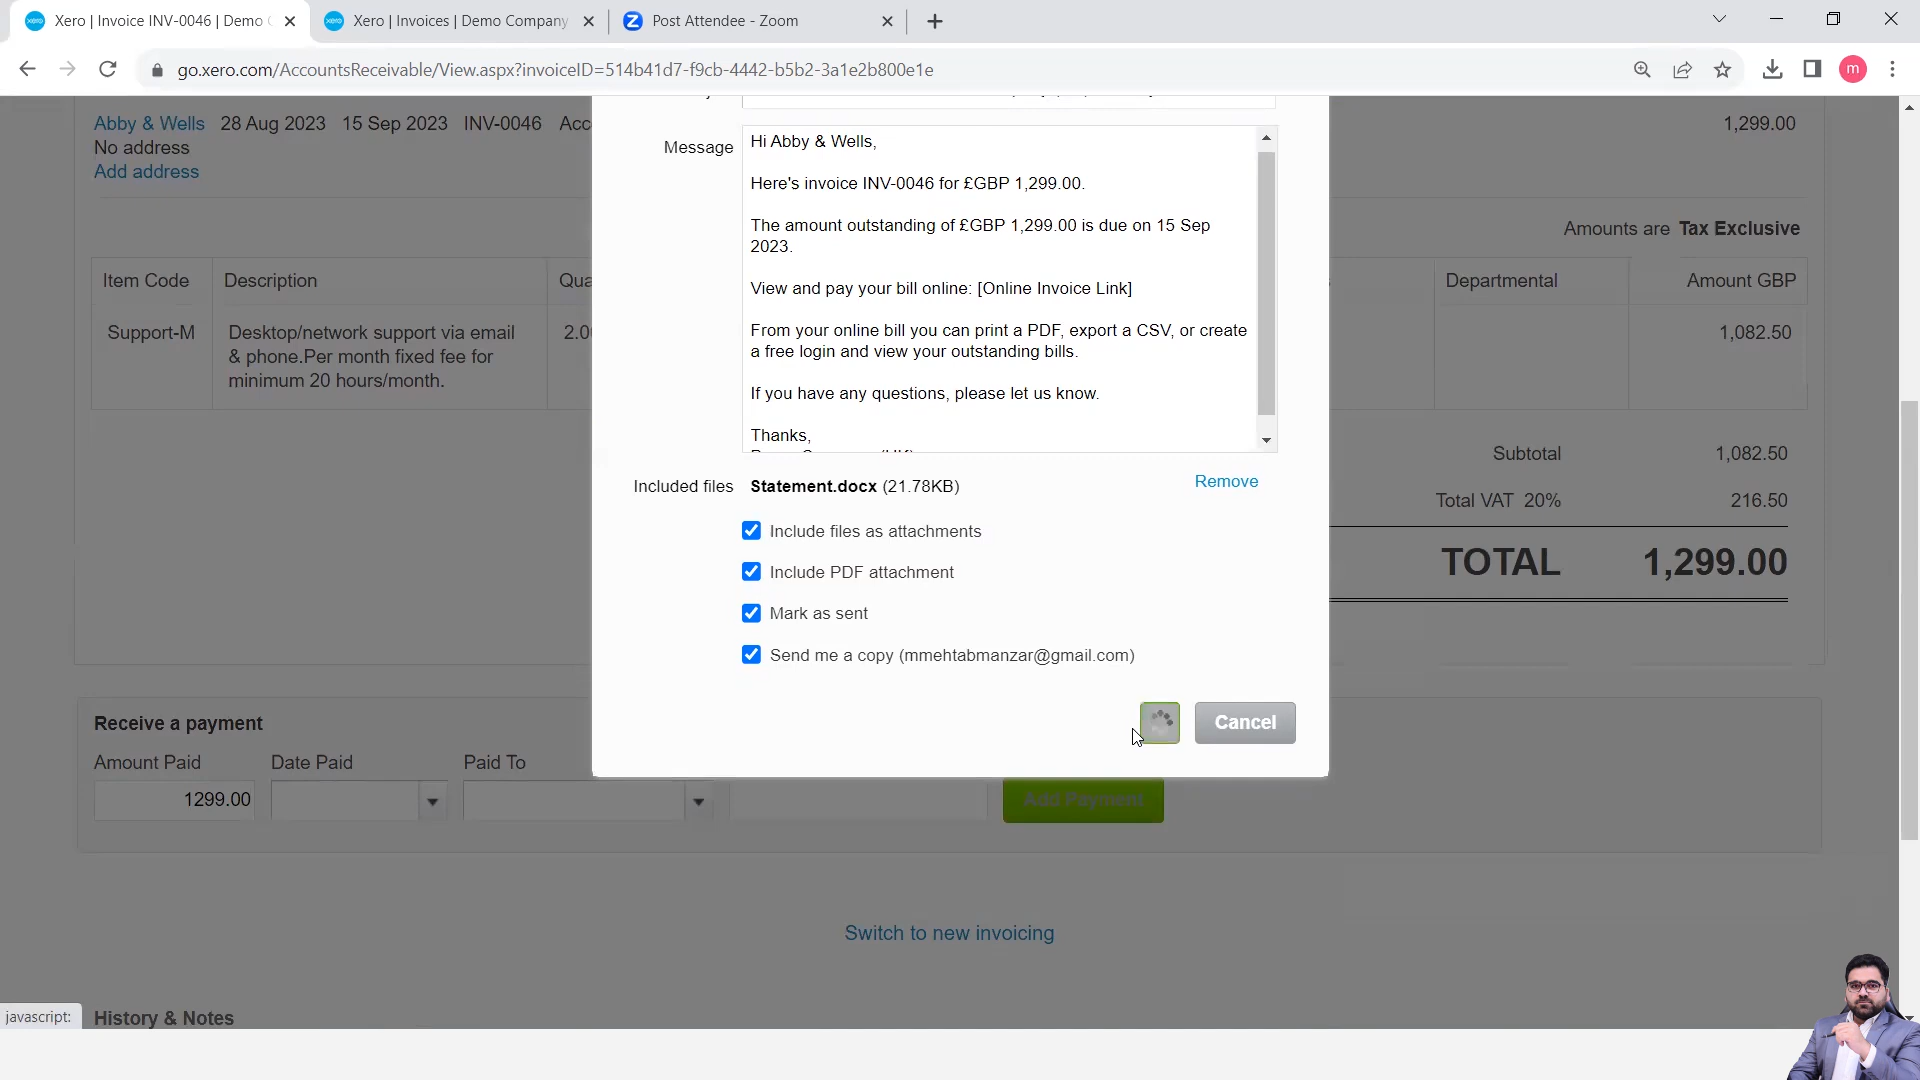 Xero | Invoice INV-0046 | Demo
Xero | Invoices | Demo Company
Post Attendee - Zoom
go.xero.com/AccountsReceivable/View.aspx?invoiceID=514b41d7-f9cb-4442-b5b2-3a1e2b800e1e
m
Abby & Wells 28 Aug 2023 15 Sep 2023 INV-0046 Acc 1,299.00
No address
Add address
Message
Hi Abby & Wells,
Here's invoice INV-0046 for £GBP 1,299.00.
The amount outstanding of £GBP 1,299.00 is due on 15 Sep
2023.
View and pay your bill online: [Online Invoice Link]
From your online bill you can print a PDF, export a CSV, or create
a free login and view your outstanding bills.
If you have any questions, please let us know.
Thanks,
Amounts are Tax Exclusive
Item Code Description Qua Departmental Amount GBP
Support-M Desktop/network support via email 2.0 1,082.50
& phone.Per month fixed fee for
minimum 20 hours/month.
Subtotal 1,082.50
Total VAT 20% 216.50
TOTAL 1,299.00
Included files Statement.docx (21.78KB) Remove
Include files as attachments
Include PDF attachment
Mark as sent
Send me a copy (mmehtabmanzar@gmail.com)
Cancel
Receive a payment
Amount Paid Date Paid Paid To
1299.00 Add Payment
Switch to new invoicing
History & Notes
javascript: